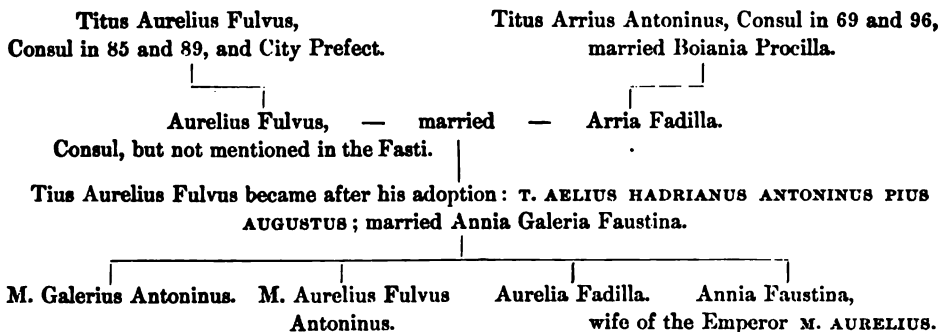 Titus Aurelius Fulvus,
Consul in 85 and 89, and City Prefect.
Titus Arrius Antoninus, Consul in 69 and 96,
married Boiania Procilla.
Aurelius Fulvus, — married — Arria Fadilla.
Consul, but not mentioned in the Fasti.
Tius Aurelius Fulvus became after his adoption: T. AELIUS HADRIANUS ANTONINUS PIUS
AUGUSTUS; married Annia Galeria Faustina.
M. Galerius Antoninus.
M. Aurelius Fulvus
Antoninus.
Aurelia Fadilla.
Annia Faustina,
wife of the Emperor M. AURELIUS.